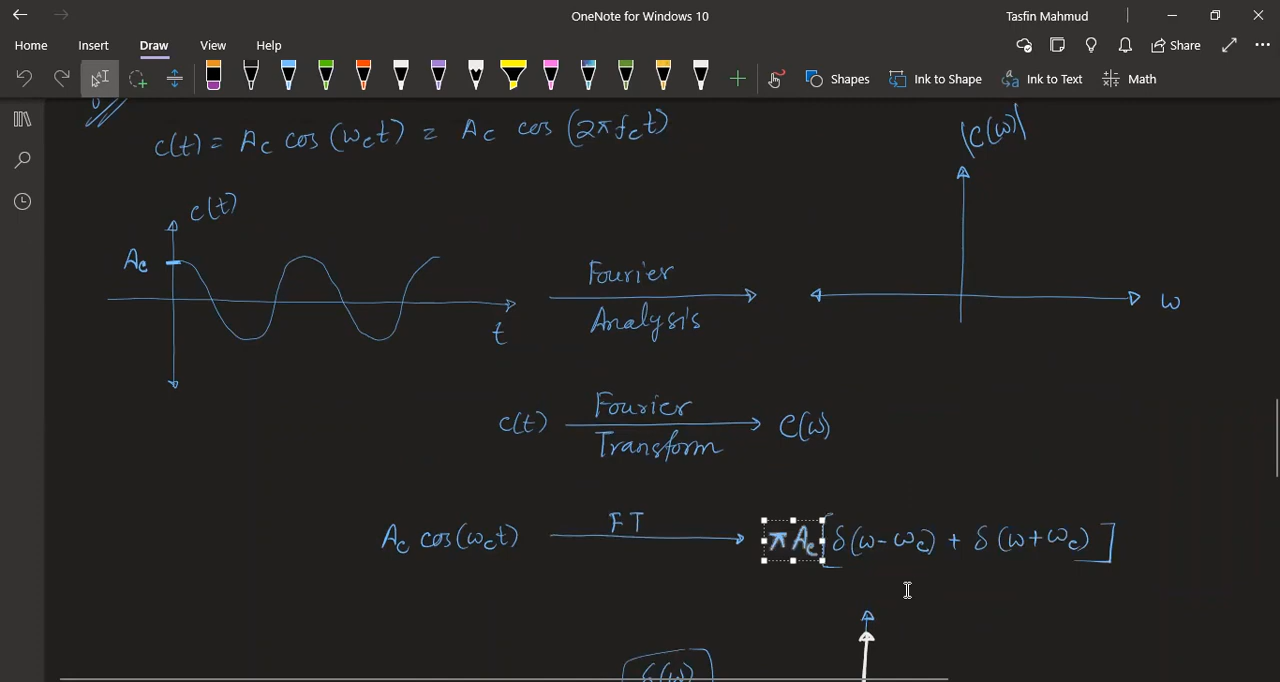 OneNote for Windows 10
Tasfin Mahmud
Home Insert Draw View Help
Share
Shapes Ink to Shape Ink to Text Math
c(t) = Ac cos (ωct) = Ac cos (2πfct)
|C(ω)|
c(t)
Ac
t
Fourier
Analysis
ω
c(t) Fourier Transform C(ω)
Ac cos(ωct) FT πAc [δ(ω-ωc) + δ(ω+ωc)]
δ(ω)